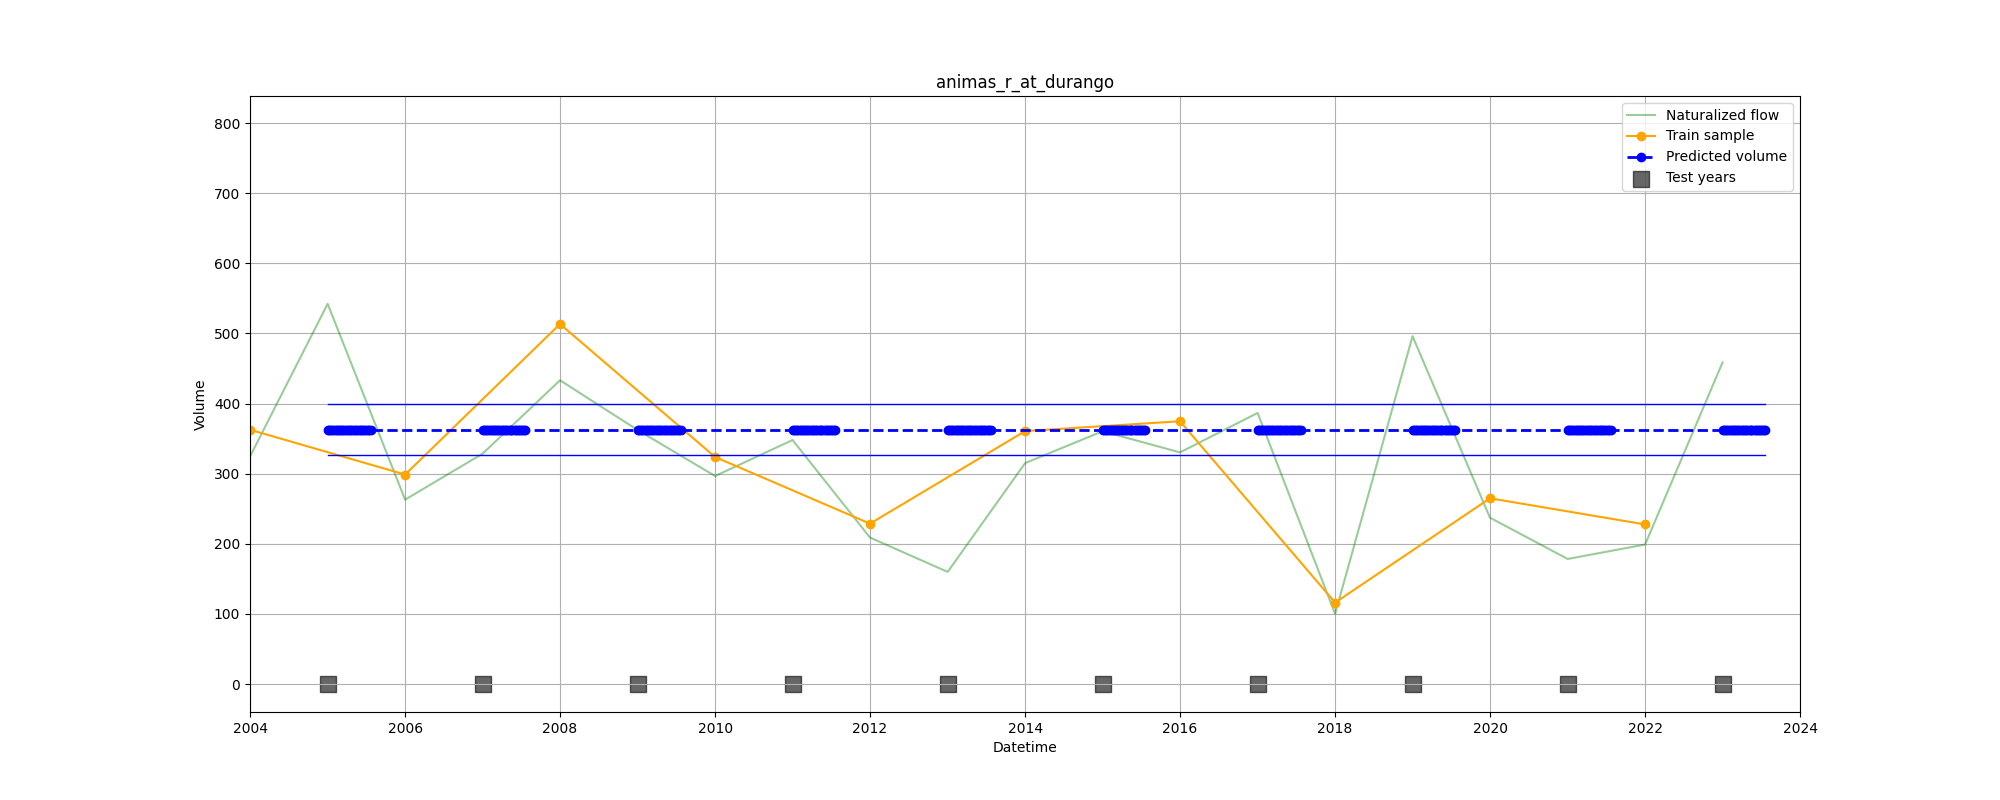 animas_r_at_durango
Naturalized flow
Train sample
Predicted volume
Test years
Volume
800
700
600
500
400
300
200
100
0
2004 2006 2008 2010 2012 2014 2016 2018 2020 2022 2024
Datetime